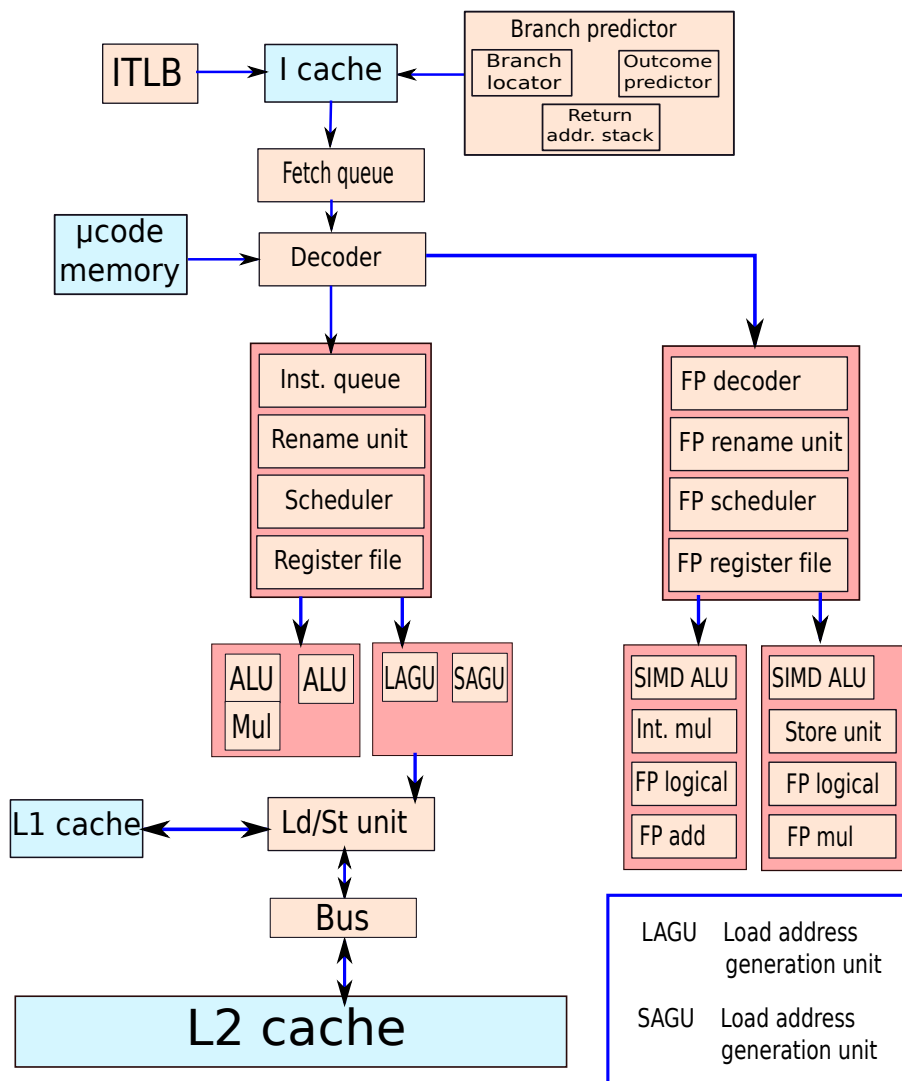 ITLB
I cache
Branch predictor
Branch
locator
Outcome
predictor
Return
addr. stack
Fetch queue
µcode
memory
Decoder
Inst. queue
Rename unit
Scheduler
Register file
FP decoder
FP rename unit
FP scheduler
FP register file
ALU
Mul
ALU
LAGU
SAGU
SIMD ALU
Int. mul
FP logical
FP add
SIMD ALU
Store unit
FP logical
FP mul
L1 cache
Ld/St unit
Bus
L2 cache
LAGU Load address
generation unit
SAGU Load address
generation unit